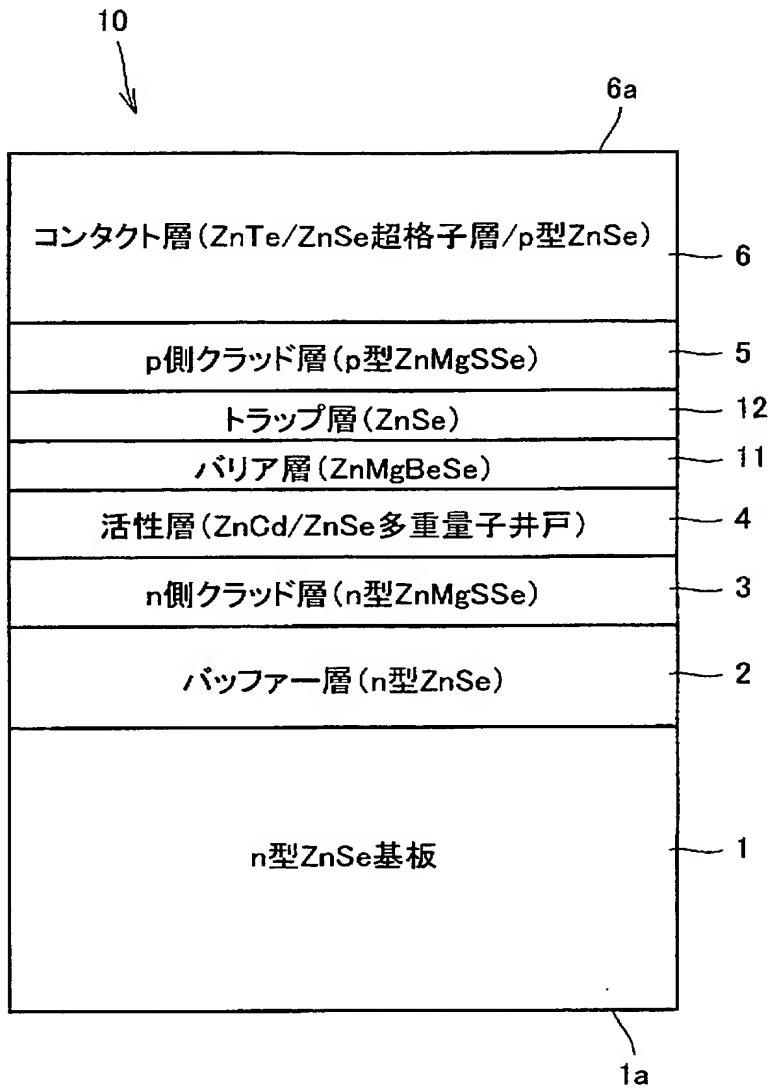 10
6a
コンタクト層(ZnTe/ZnSe超格子層/p型ZnSe)
6
p側クラッド層(p型ZnMgSSe)
5
トラップ層(ZnSe)
12
バリア層(ZnMgBeSe)
11
活性層(ZnCd/ZnSe多重量子井戸)
4
n側クラッド層(n型ZnMgSSe)
3
バッファー層(n型ZnSe)
2
n型ZnSe基板
1
1a